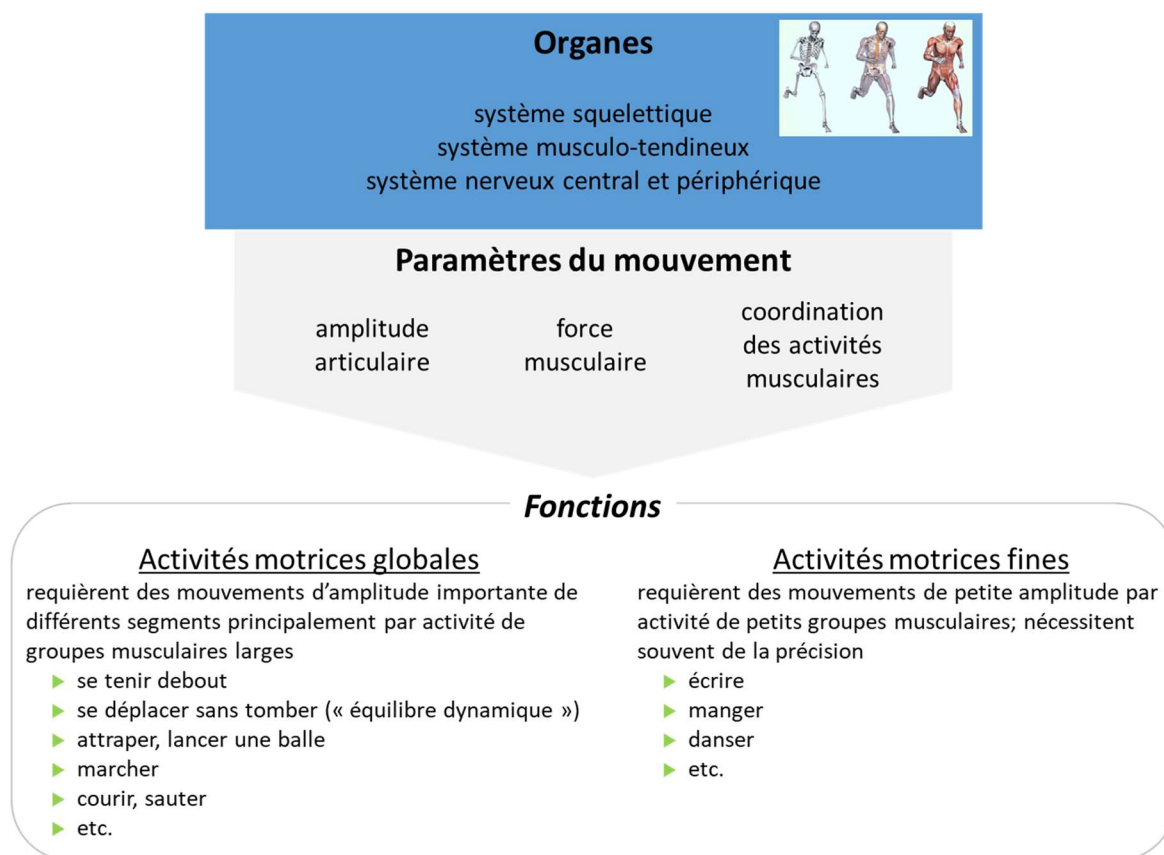 Organes
système squelettique
système musculo-tendineux
système nerveux central et périphérique
Paramètres du mouvement
amplitude
articulaire
force
musculaire
coordination
des activités
musculaires
Fonctions
Activités motrices globales
requièrent des mouvements d’amplitude importante de
différents segments principalement par activité de
groupes musculaires larges
se tenir debout
se déplacer sans tomber (« équilibre dynamique »)
attraper, lancer une balle
marcher
courir, sauter
etc.
Activités motrices fines
requièrent des mouvements de petite amplitude par
activité de petits groupes musculaires; nécessitent
souvent de la précision
écrire
manger
danser
etc.